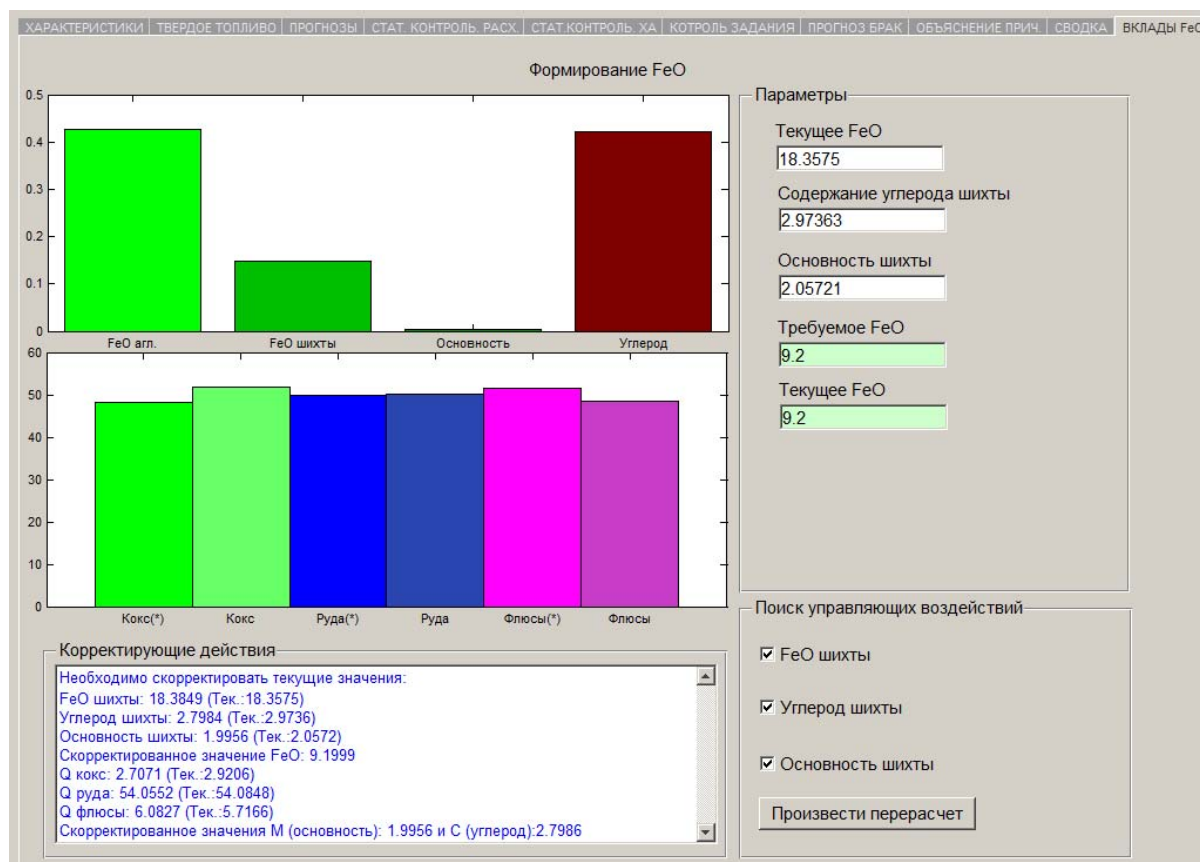 ХАРАКТЕРИСТИКИ ТВЕРДОЕ ТОПЛИВО ПРОГНОЗЫ СТАТ. КОНТРОЛЬ. РАСХ. СТАТ.КОНТРОЛЬ. ХА КОТРОЛЬ ЗАДАНИЯ ПРОГНОЗ БРАК ОБЪЯСНЕНИЕ ПРИЧ. СВОДКА ВКЛАДЫ FeO
Формирование FeO
0.5
0.4
0.3
0.2
0.1
0
FeO агл. FeO шихты Основность Углерод
60
50
40
30
20
10
0
Кокс(*) Кокс Руда(*) Руда Флюсы(*) Флюсы
Параметры
Текущее FeO
18.3575
Содержание углерода шихты
2.97363
Основность шихты
2.05721
Требуемое FeO
9.2
Текущее FeO
9.2
Корректирующие действия
Необходимо скорректировать текущие значения:
FeO шихты: 18.3849 (Тек.:18.3575)
Углерод шихты: 2.7984 (Тек.:2.9736)
Основность шихты: 1.9956 (Тек.:2.0572)
Скорректированное значение FeO: 9.1999
Q кокс: 2.7071 (Тек.:2.9206)
Q руда: 54.0552 (Тек.:54.0848)
Q флюсы: 6.0827 (Тек.:5.7166)
Скорректированное значения М (основность): 1.9956 и С (углерод):2.7986
Поиск управляющих воздействий
FeO шихты
Углерод шихты
Основность шихты
Произвести перерасчет